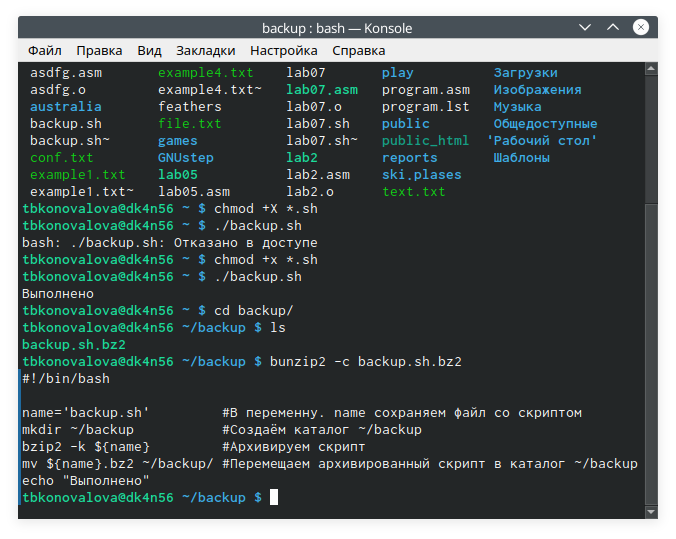 backup : bash — Konsole
Файл Правка Вид Закладки Настройка Справка
asdfg.asm example4.txt lab07 play Загрузки
asdfg.o example4.txt~ lab07.asm program.asm Изображения
australia feathers lab07.o program.lst Музыка
backup.sh file.txt lab07.sh public Общедоступные
backup.sh~ games lab07.sh~ public_html 'Рабочий стол'
conf.txt GNUstep lab2 reports Шаблоны
example1.txt lab05 lab2.asm ski.plases
example1.txt~ lab05.asm lab2.o text.txt
tbkonovalova@dk4n56 ~ $ chmod +X *.sh
tbkonovalova@dk4n56 ~ $ ./backup.sh
bash: ./backup.sh: Отказано в доступе
tbkonovalova@dk4n56 ~ $ chmod +x *.sh
tbkonovalova@dk4n56 ~ $ ./backup.sh
Выполнено
tbkonovalova@dk4n56 ~ $ cd backup/
tbkonovalova@dk4n56 ~/backup $ ls
backup.sh.bz2
tbkonovalova@dk4n56 ~/backup $ bunzip2 -c backup.sh.bz2
#!/bin/bash
name='backup.sh' #В переменну. name сохраняем файл со скриптом
mkdir ~/backup #Создаём каталог ~/backup
bzip2 -k ${name} #Архивируем скрипт
mv ${name}.bz2 ~/backup/ #Перемещаем архивированный скрипт в каталог ~/backup
echo "Выполнено"
tbkonovalova@dk4n56 ~/backup $